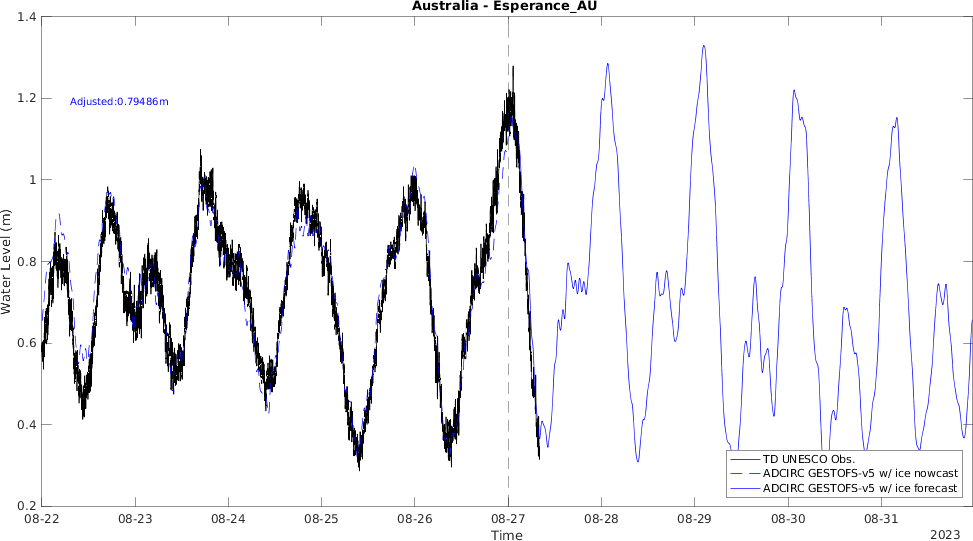 Australia - Esperance_AU
1.4
1.2
1
0.8
0.6
0.4
0.2
Water Level (m)
Adjusted:0.79486m
TD UNESCO Obs.
ADCIRC GESTOFS-v5 w/ ice nowcast
ADCIRC GESTOFS-v5 w/ ice forecast
08-22 08-23 08-24 08-25 08-26 08-27 08-28 08-29 08-30 08-31
Time
2023